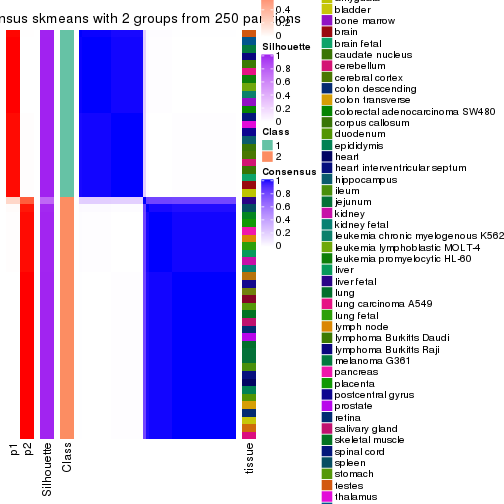 nsus skmeans with 2 groups from 250 partitions
0.4
0.2
0
Silhouette
1
0.8
0.6
0.4
0.2
0
Class
1
2
Consensus
1
0.8
0.6
0.4
0.2
0
p1
p2
Silhouette
Class
tissue
bladder
bone marrow
brain
brain fetal
caudate nucleus
cerebellum
cerebral cortex
colon descending
colon transverse
colorectal adenocarcinoma SW480
corpus callosum
duodenum
epididymis
heart
heart interventricular septum
hippocampus
ileum
jejunum
kidney
kidney fetal
leukemia chronic myelogenous K562
leukemia lymphoblastic MOLT-4
leukemia promyelocytic HL-60
liver
liver fetal
lung
lung carcinoma A549
lung fetal
lymph node
lymphoma Burkitts Daudi
lymphoma Burkitts Raji
melanoma G361
pancreas
placenta
postcentral gyrus
prostate
retina
salivary gland
skeletal muscle
spinal cord
spleen
stomach
testes
thalamus